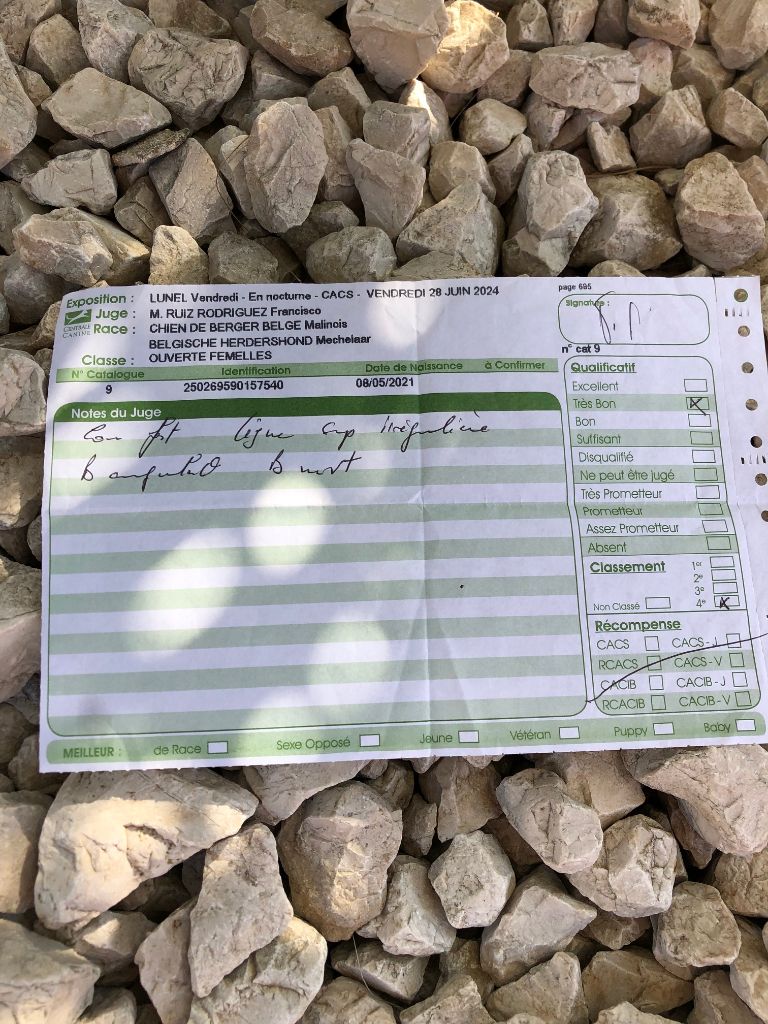 Exposition : LUNEL Vendredi - En nocturne - CACS - VENDREDI 28 JUIN 2024
page 695
CENTRALE CANINE
Juge : M. RUIZ RODRIGUEZ Francisco
Signature :
Race : CHIEN DE BERGER BELGE Malinois
BELGISCHE HERDERSHOND Mechelaar
n° cat 9
Classe : OUVERTE FEMELLES
N° Catalogue Identification Date de Naissance à Confirmer
9 250269590157540 08/05/2021
Notes du Juge
ligne irrégulière
B B
Qualificatif
Excellent
Très Bon X
Bon
Suffisant
Disqualifié
Ne peut être jugé
Très Prometteur
Prometteur
Assez Prometteur
Absent
Classement 1er
2e
3e
Non Classé 4e X
Récompense
CACS CACS - J
RCACS CACS - V
CACIB CACIB - J
RCACIB CACIB - V
MEILLEUR : de Race Sexe Opposé Jeune Vétéran Puppy Baby